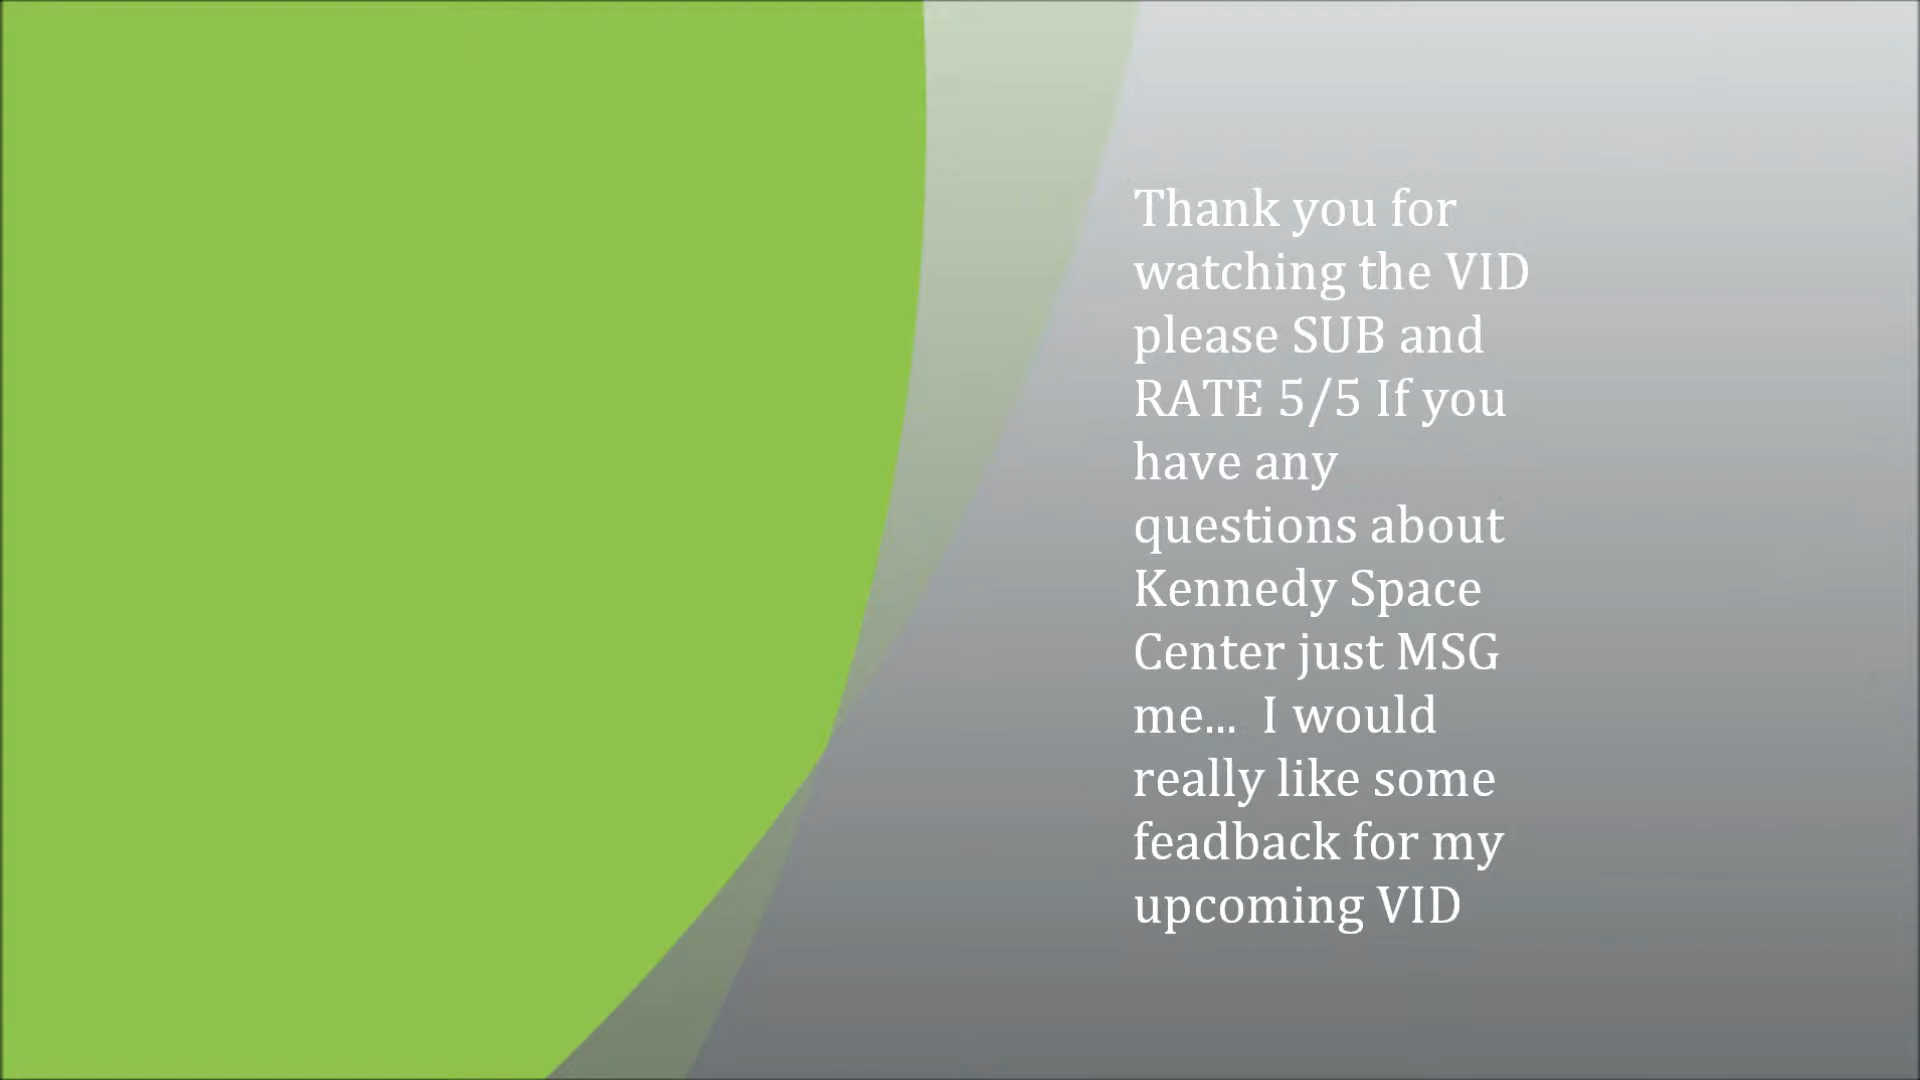 Thank you for
watching the VID
please SUB and
RATE 5/5 If you
have any
questions about
Kennedy Space
Center just MSG
me...  I would
really like some
feadback for my
upcoming VID